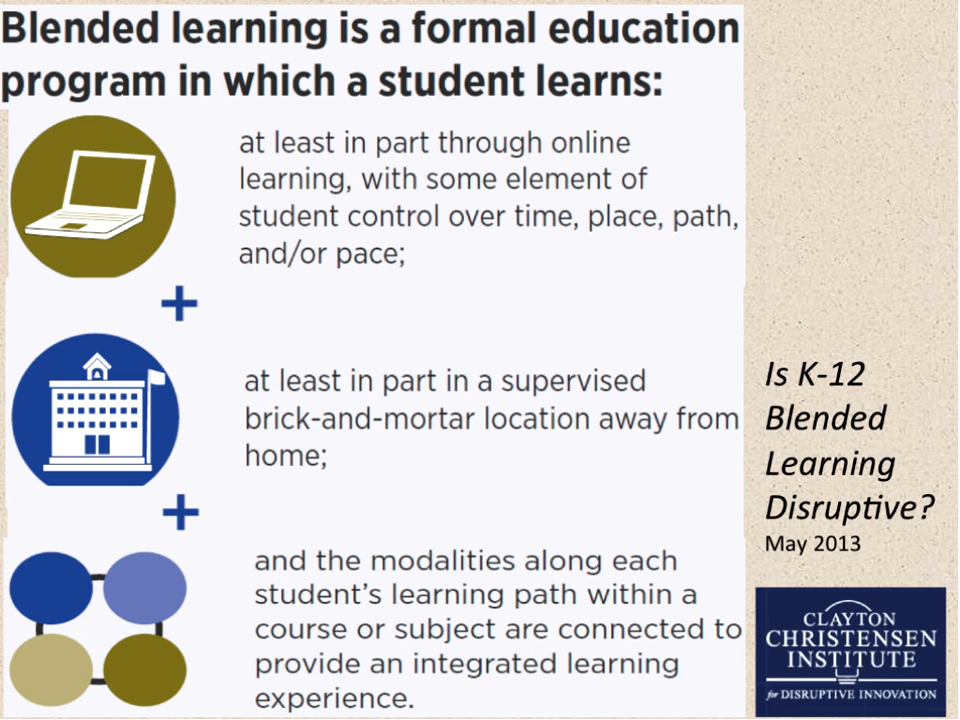 Blended learning is a formal education
program in which a student learns:
at least in part through online
learning, with some element of
student control over time, place, path,
and/or pace;
+
at least in part in a supervised
brick-and-mortar location away from
home;
+
and the modalities along each
student's learning path within a
course or subject are connected to
provide an integrated learning
experience.
Is K-12
Blended
Learning
Disruptive?
May 2013
CLAYTON
CHRISTENSEN
INSTITUTE
for DISRUPTIVE INNOVATION